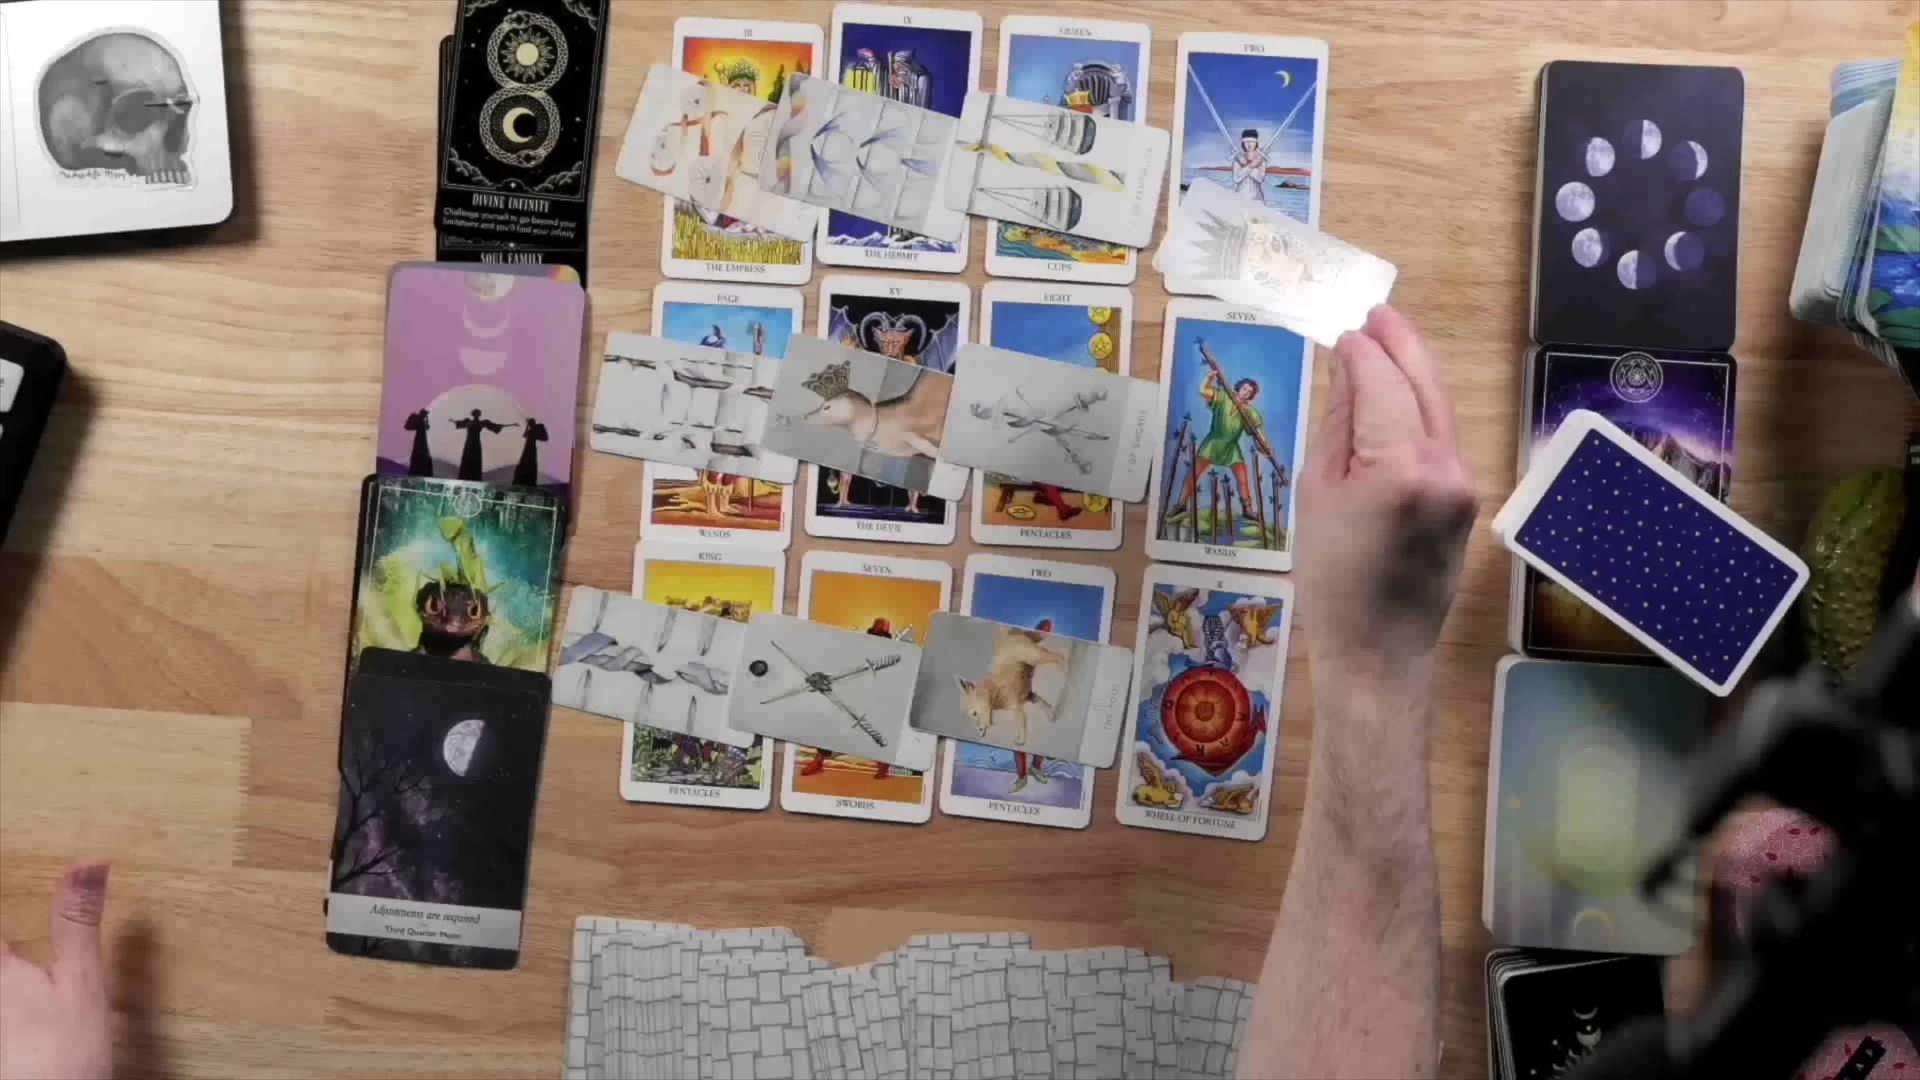 DIVINE INFINITY
Challenge yourself to go beyond your
limitations and you'll find your infinity
SOUL FAMILY
III
THE EMPRESS
IX
THE HERMIT
QUEEN
CUPS
TWO
PAGE
WANDS
XV
THE DEVIL
EIGHT
PENTACLES
SEVEN
WANDS
KING
PENTACLES
SEVEN
SWORDS
TWO
PENTACLES
X
WHEEL OF FORTUNE
Adjustments are required
Third Quarter Moon